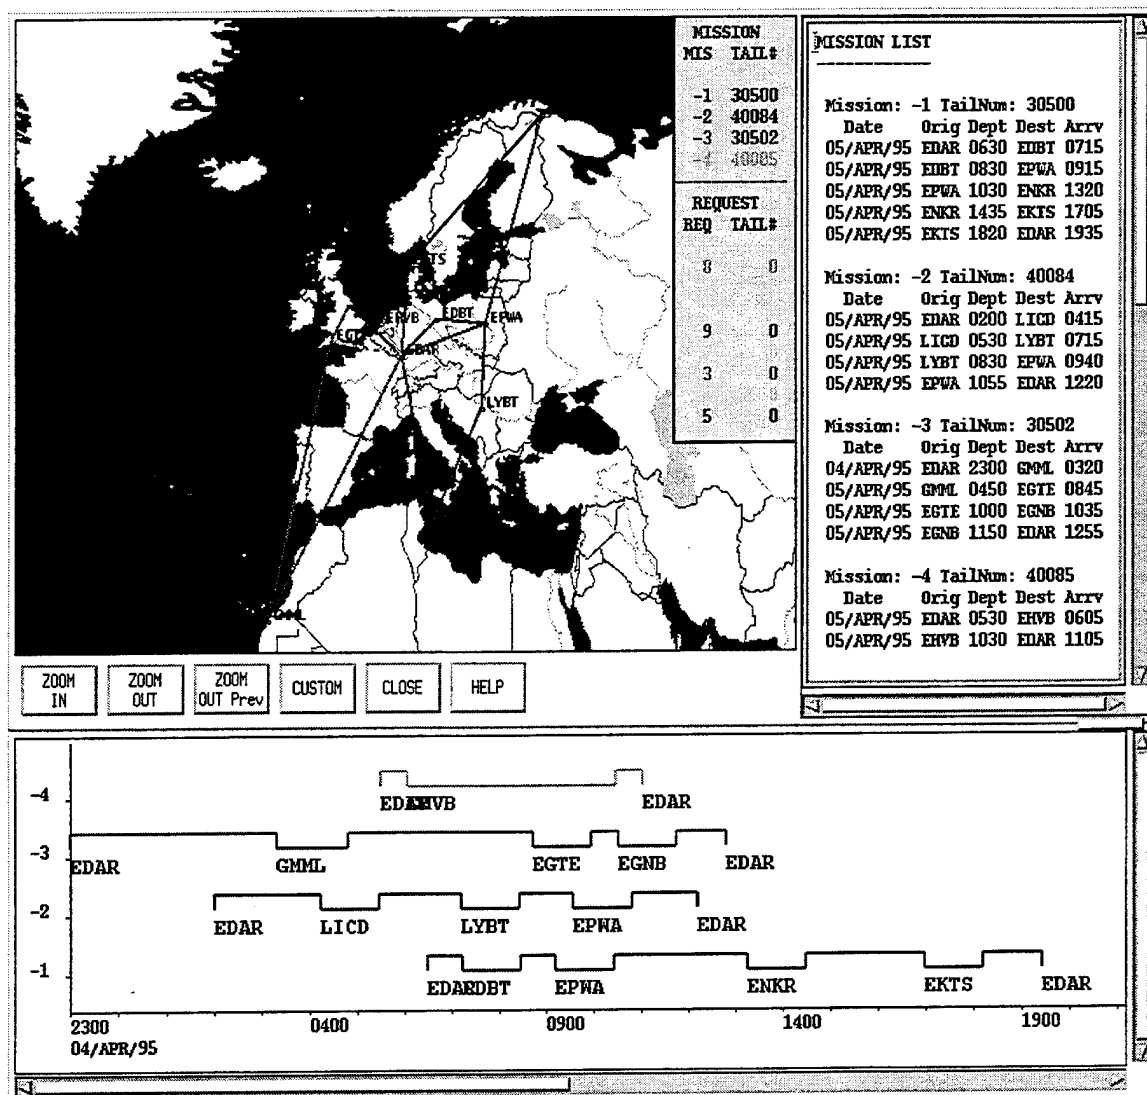 MISSION
MIS TAIL#
-1 30500
-2 40084
-3 30502
-4 40085
REQUEST
REQ TAIL#
8 0
9 0
3 0
5 0
TS
EDBT
EPWA
EDAR
LYBT
ZOOM IN
ZOOM OUT
ZOOM OUT Prev
CUSTOM
CLOSE
HELP
MISSION LIST
------------
Mission: -1 TailNum: 30500
Date Orig Dept Dest Arrv
05/APR/95 EDAR 0630 EDBT 0715
05/APR/95 EDBT 0830 EPWA 0915
05/APR/95 EPWA 1030 ENKR 1320
05/APR/95 ENKR 1435 EKTS 1705
05/APR/95 EKTS 1820 EDAR 1935
Mission: -2 TailNum: 40084
Date Orig Dept Dest Arrv
05/APR/95 EDAR 0200 LICD 0415
05/APR/95 LICD 0530 LYBT 0715
05/APR/95 LYBT 0830 EPWA 0940
05/APR/95 EPWA 1055 EDAR 1220
Mission: -3 TailNum: 30502
Date Orig Dept Dest Arrv
04/APR/95 EDAR 2300 GMML 0320
05/APR/95 GMML 0450 EGTE 0845
05/APR/95 EGTE 1000 EGNB 1035
05/APR/95 EGNB 1150 EDAR 1255
Mission: -4 TailNum: 40085
Date Orig Dept Dest Arrv
05/APR/95 EDAR 0530 EHVB 0605
05/APR/95 EHVB 1030 EDAR 1105
-4
EDAR
-3
EDAR GMML EGTE EGNB EDAR
-2
EDAR LICD LYBT EPWA EDAR
-1
EPWA ENKR EKTS EDAR
2300 0400 0900 1400 1900
04/APR/95